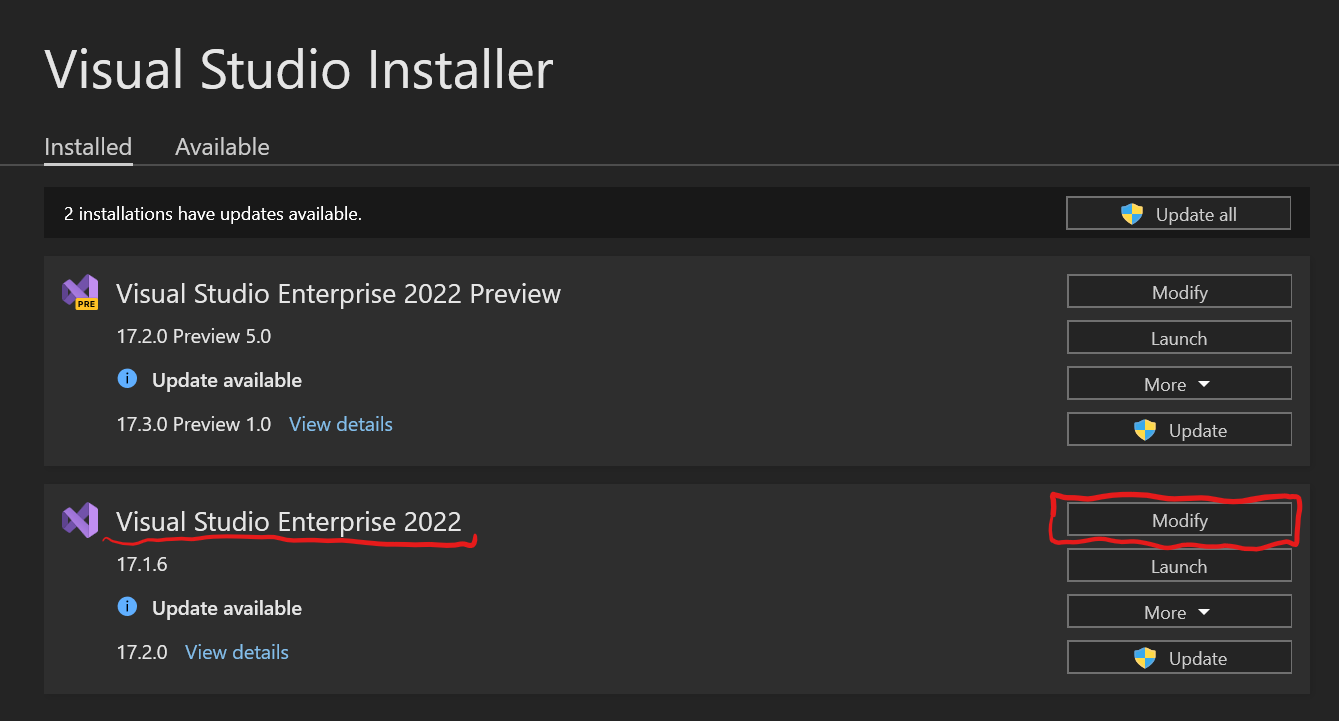 Visual Studio Installer
Installed Available
2 installations have updates available. Update all
PRE
Visual Studio Enterprise 2022 Preview
Modify
17.2.0 Preview 5.0
Launch
Update available
More
17.3.0 Preview 1.0 View details
Update
Visual Studio Enterprise 2022
Modify
17.1.6
Launch
Update available
More
17.2.0 View details
Update